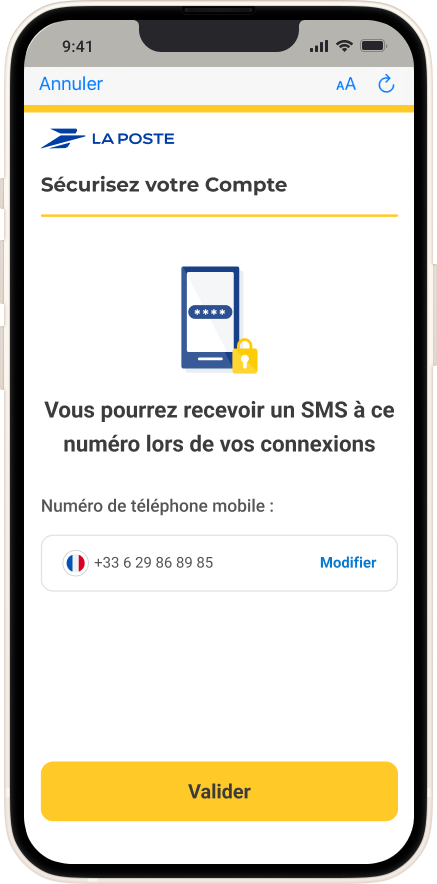 9:41
Annuler
AA
LA POSTE
Sécurisez votre Compte
****
Vous pourrez recevoir un SMS à ce
numéro lors de vos connexions
Numéro de téléphone mobile :
+33 6 29 86 89 85
Modifier
Valider